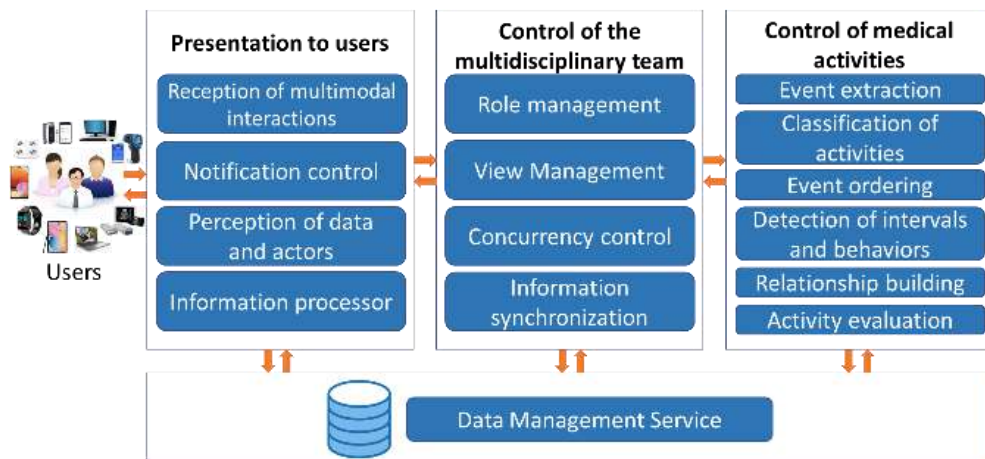 Presentation to users
Reception of multimodal
interactions
Notification control
Perception of data
and actors
Information processor
Control of the
multidisciplinary team
Role management
View Management
Concurrency control
Information
synchronization
Control of medical
activities
Event extraction
Classification of
activities
Event ordering
Detection of intervals
and behaviors
Relationship building
Activity evaluation
Users
Data Management Service